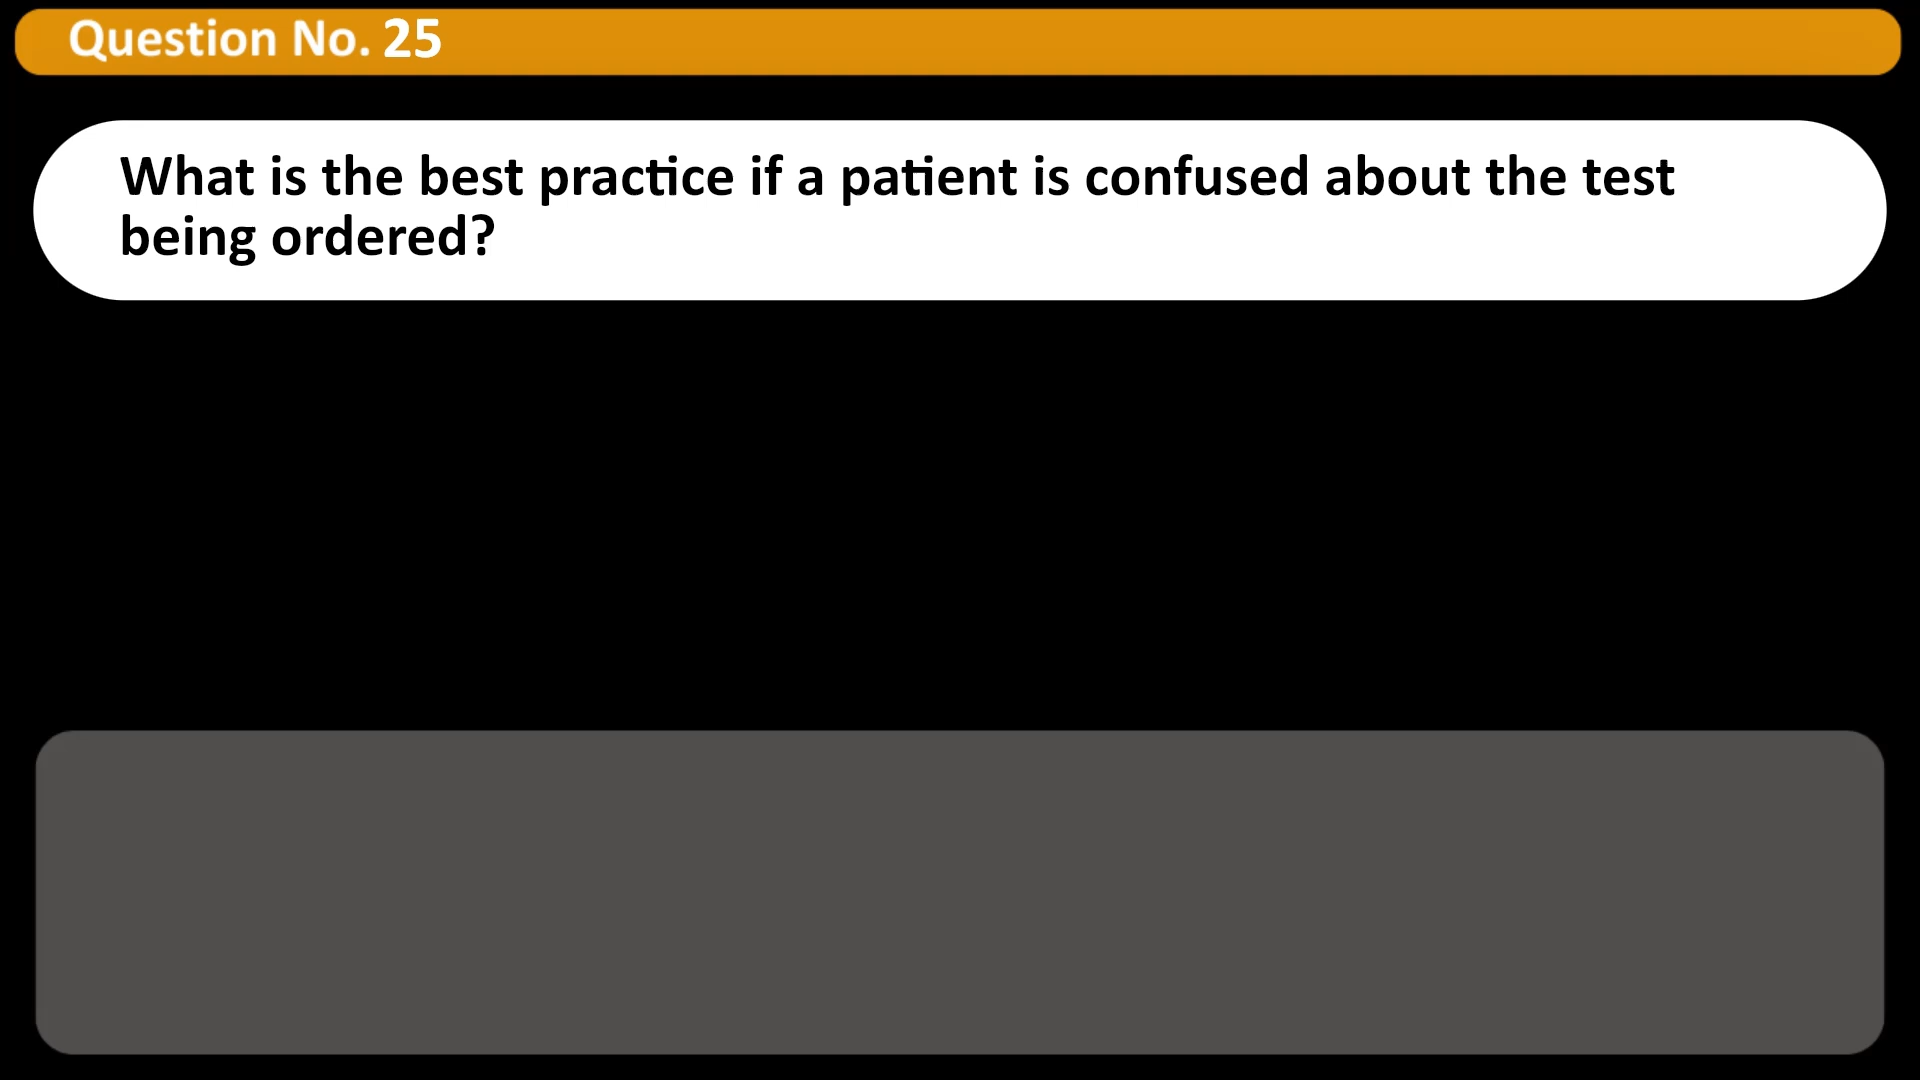 Question No. 25
What is the best practice if a patient is confused about the test
being ordered?